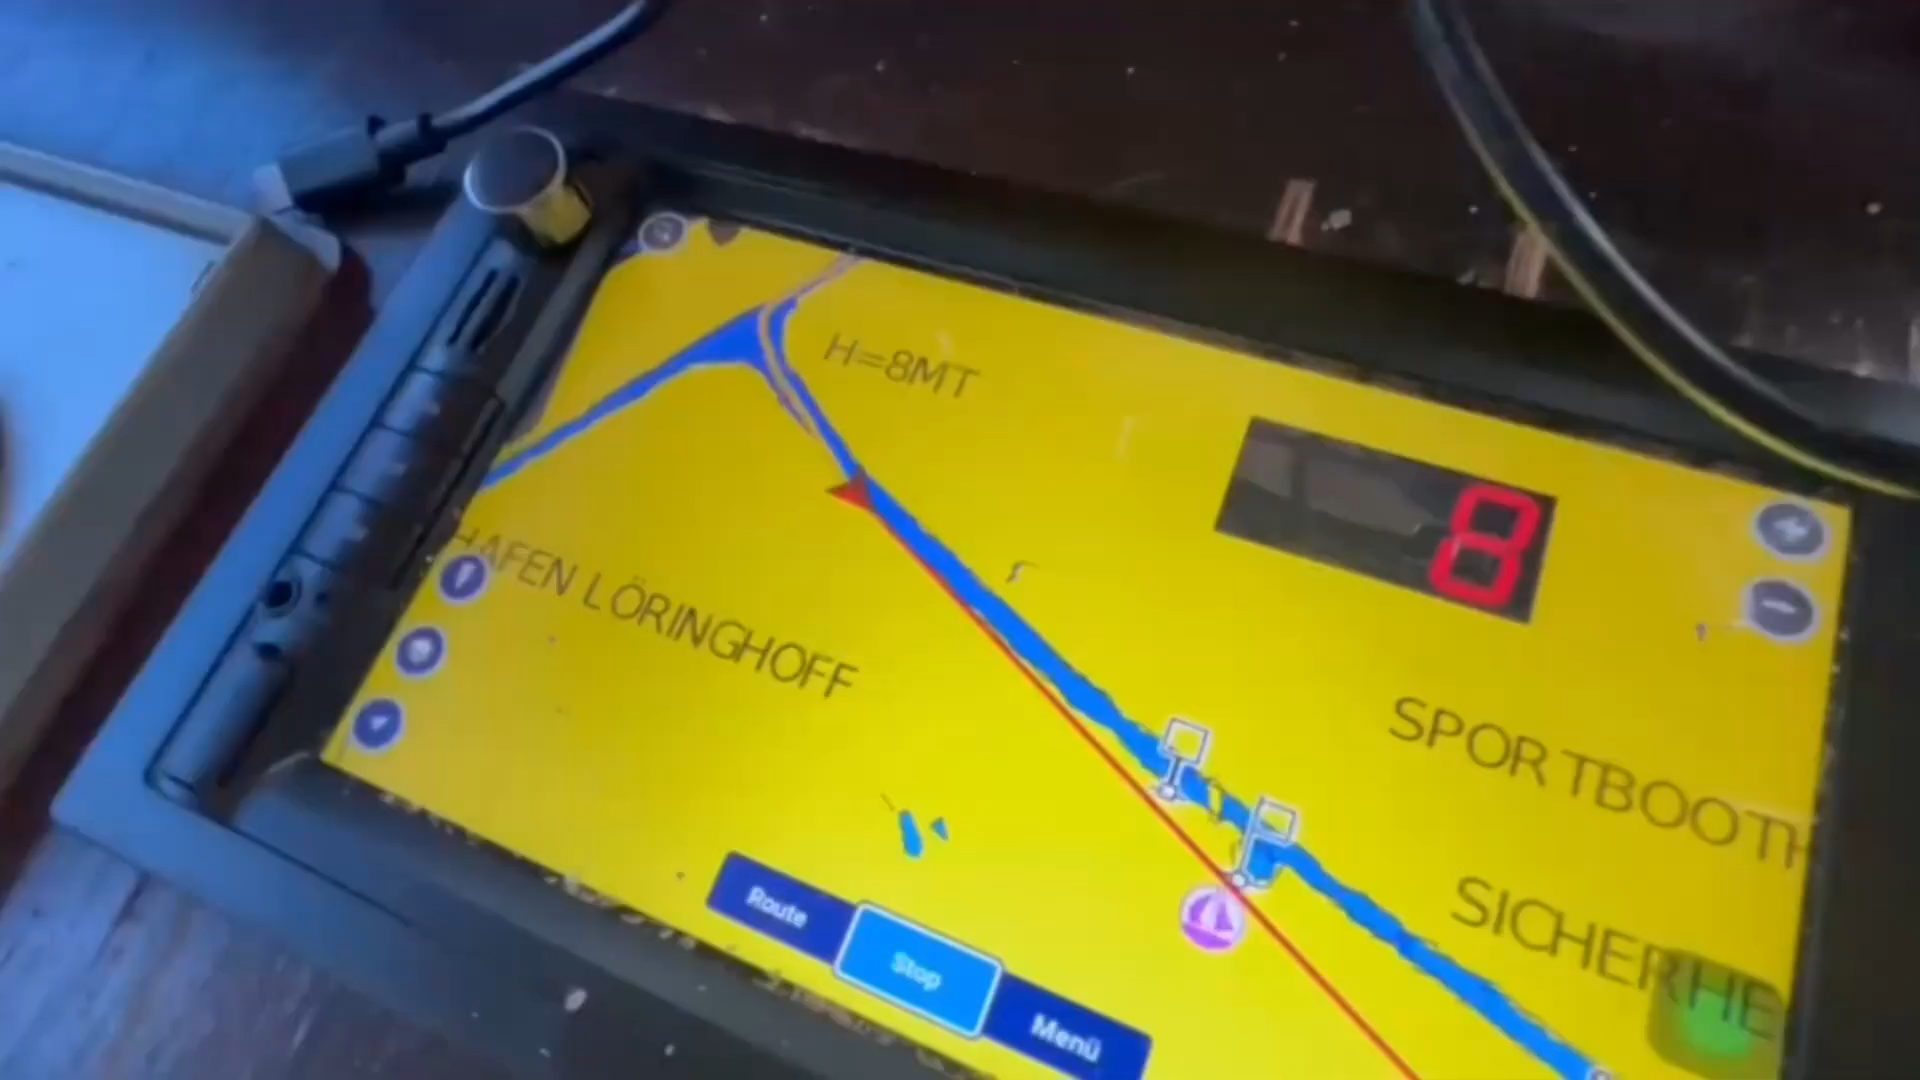 H=8MT
8
HAFEN LÖRINGHOFF
SPORTBOOTH
SICHERHE
Route
Stop
Menü